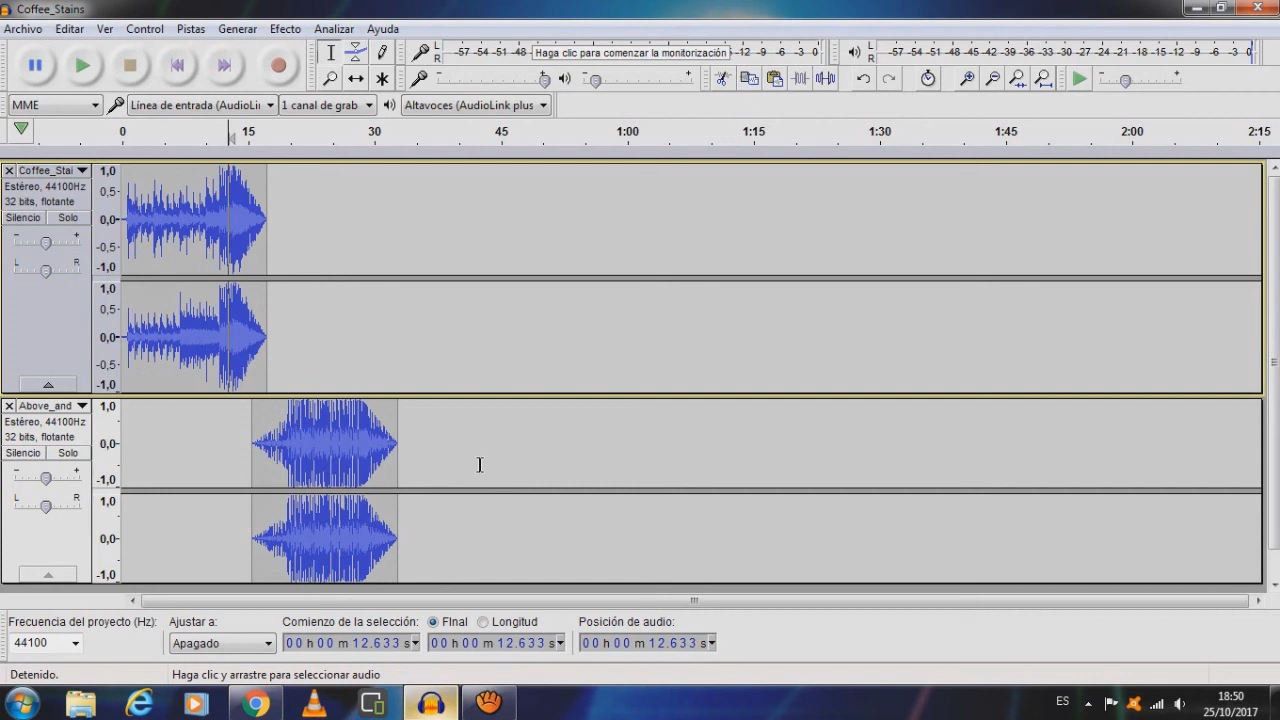 Coffee_Stains
Archivo Editar Ver Control Pistas Generar Efecto Analizar Ayuda
L R -57 -54 -51 -48 Haga clic para comenzar la monitorización -12 -9 -6 -3 0
L R -57 -54 -51 -48 -45 -42 -39 -36 -33 -30 -27 -24 -21 -18 -15 -12 -9 -6 -3 0
MME Línea de entrada (AudioLi 1 canal de grab Altavoces (AudioLink plus
0 15 30 45 1:00 1:15 1:30 1:45 2:00 2:15
Coffee_Stai
Estéreo, 44100Hz
32 bits, flotante
Silencio Solo
- +
L R
1,0
0,5
0,0
-0,5
-1,0
1,0
0,5
0,0
-0,5
-1,0
Above_and
Estéreo, 44100Hz
32 bits, flotante
Silencio Solo
- +
L R
1,0
0,0
-1,0
1,0
0,0
-1,0
Frecuencia del proyecto (Hz): Ajustar a: Comienzo de la selección: FInal Longitud Posición de audio:
44100 Apagado 00 h 00 m 12.633 s 00 h 00 m 12.633 s 00 h 00 m 12.633 s
Detenido. Haga clic y arrastre para seleccionar audio
ES 18:50
25/10/2017